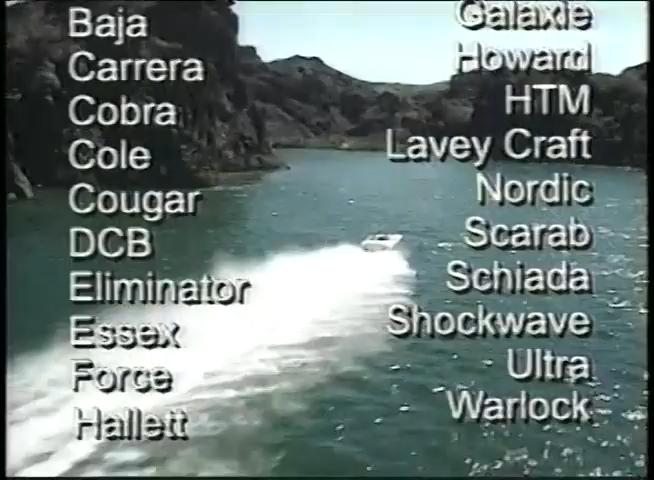 Baja
Carrera
Cobra
Cole
Cougar
DCB
Eliminator
Essex
Force
Hallett
Galaxie
Howard
HTM
Lavey Craft
Nordic
Scarab
Schiada
Shockwave
Ultra
Warlock